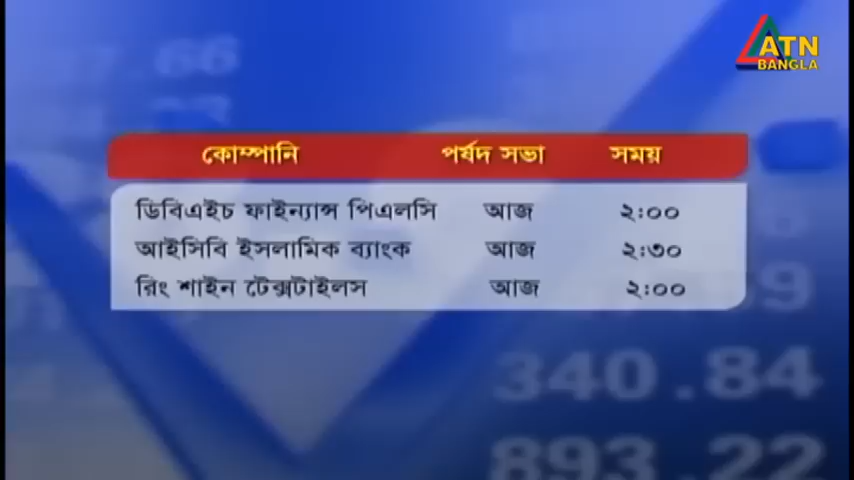 ATN
BANGLA
.66
কোম্পানি পর্ষদ সভা সময়
ডিবিএইচ ফাইন্যান্স পিএলসি আজ ২:০০
আইসিবি ইসলামিক ব্যাংক আজ ২:৩০
রিং শাইন টেক্সটাইলস আজ ২:০০
340.84
893.22